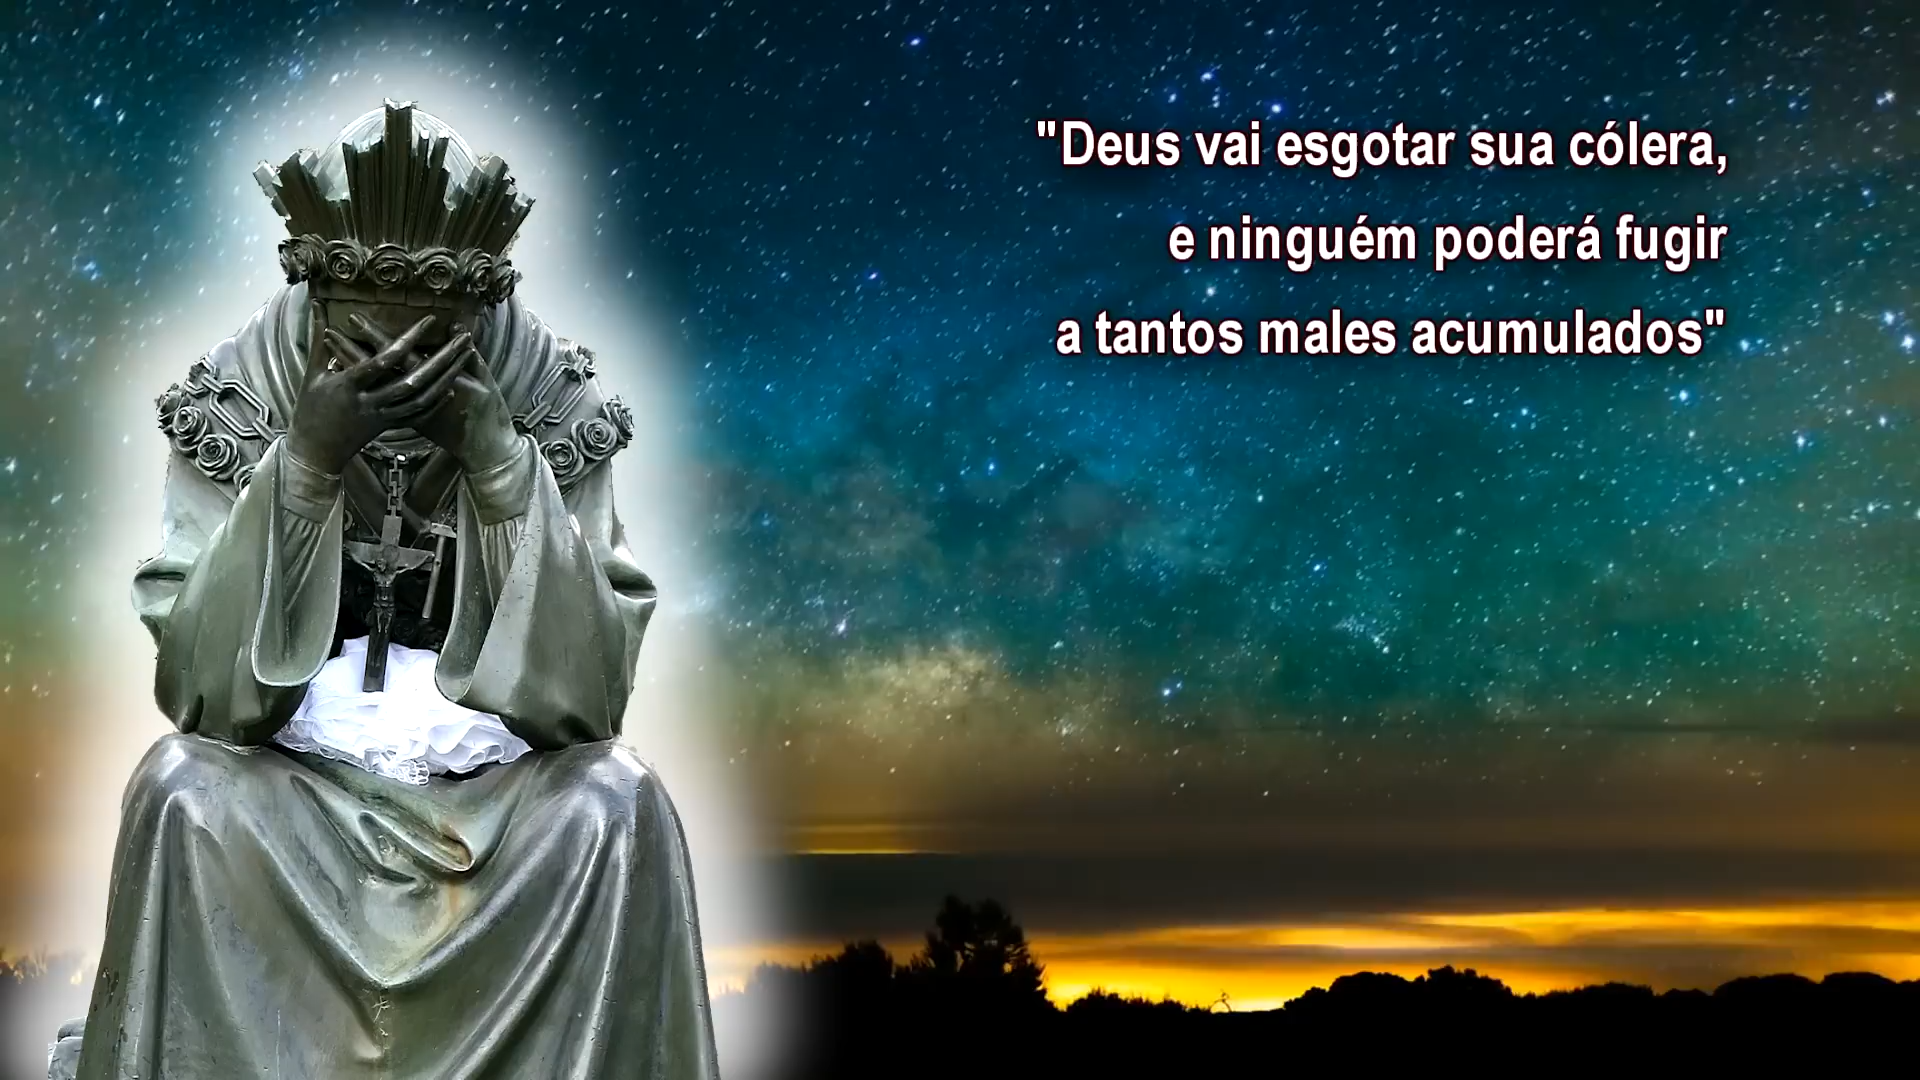 "Deus vai esgotar sua cólera,
e ninguém poderá fugir
a tantos males acumulados"